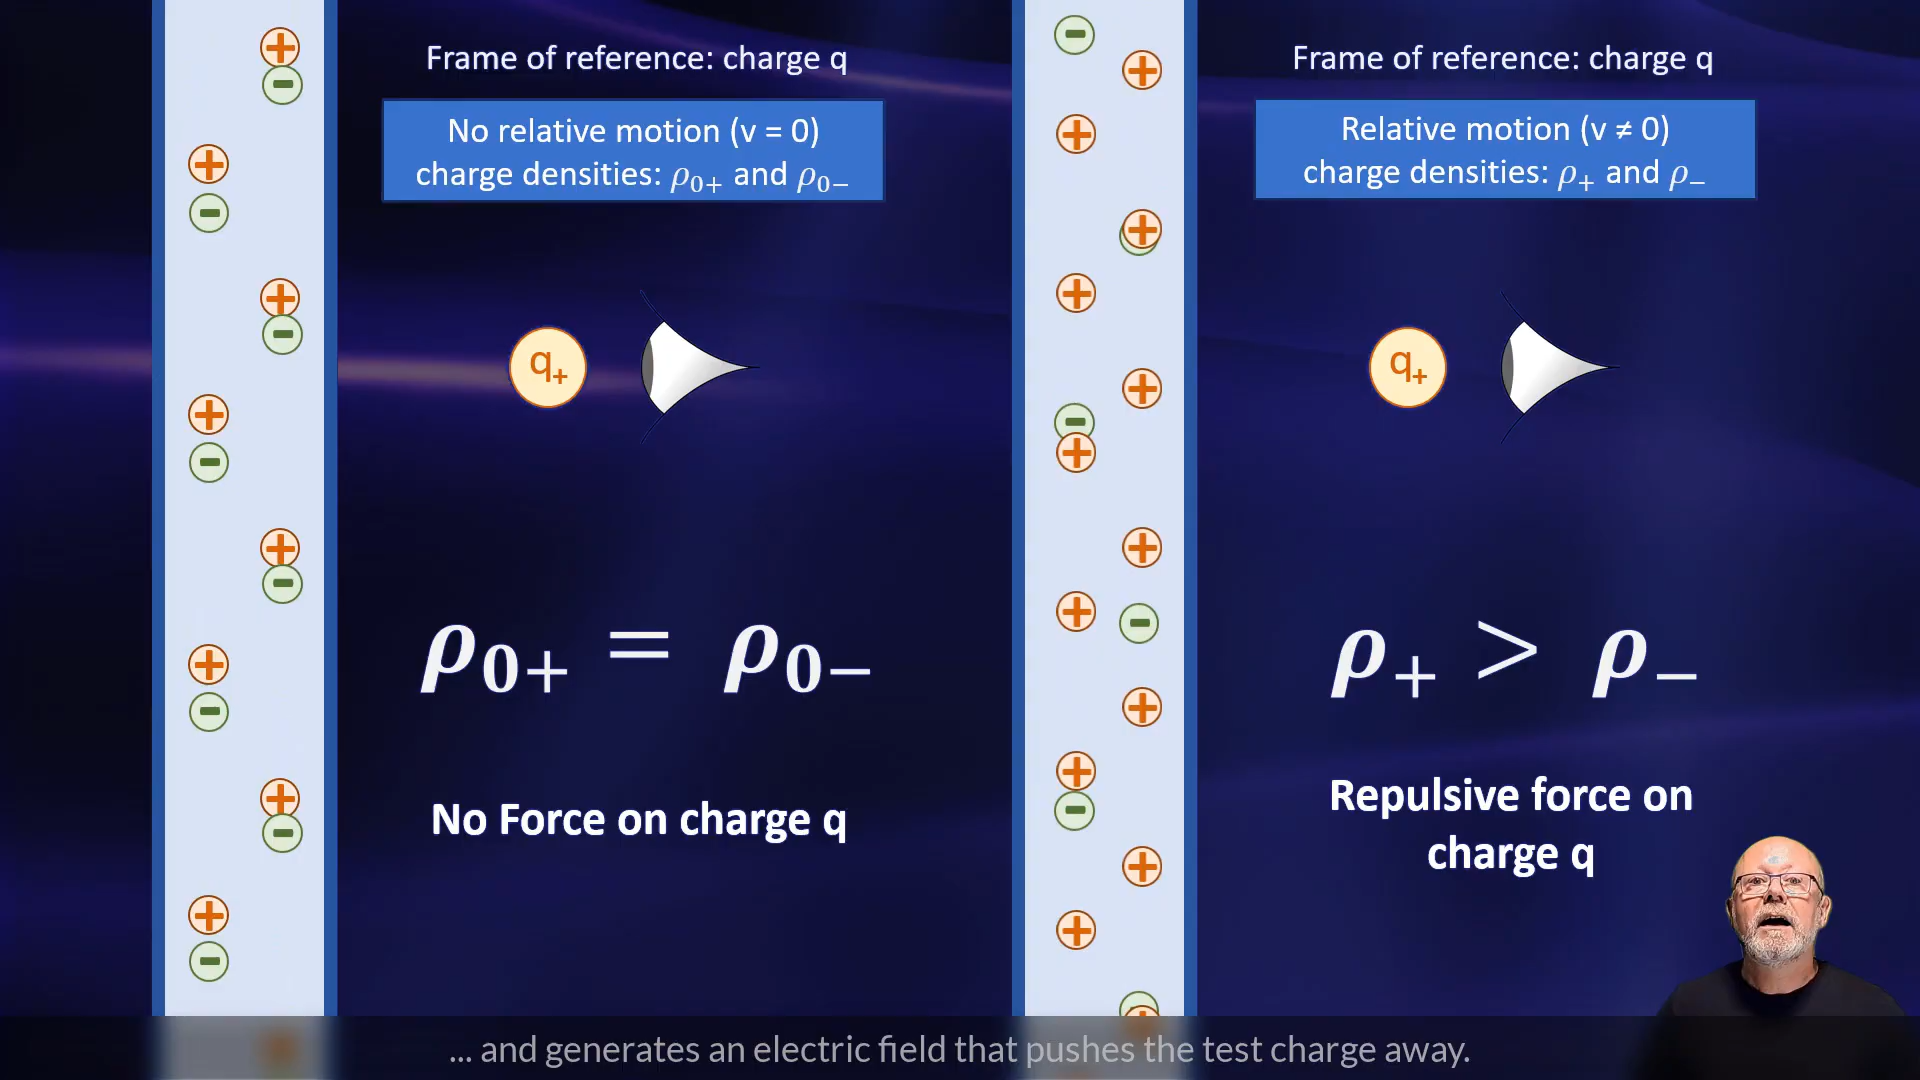 Frame of reference: charge q
No relative motion (v = 0)
charge densities: ρ₀₊ and ρ₀₋
q₊
ρ₀₊ = ρ₀₋
No Force on charge q
Frame of reference: charge q
Relative motion (v ≠ 0)
charge densities: ρ₊ and ρ₋
q₊
ρ₊ > ρ₋
Repulsive force on
charge q
... and generates an electric field that pushes the test charge away.